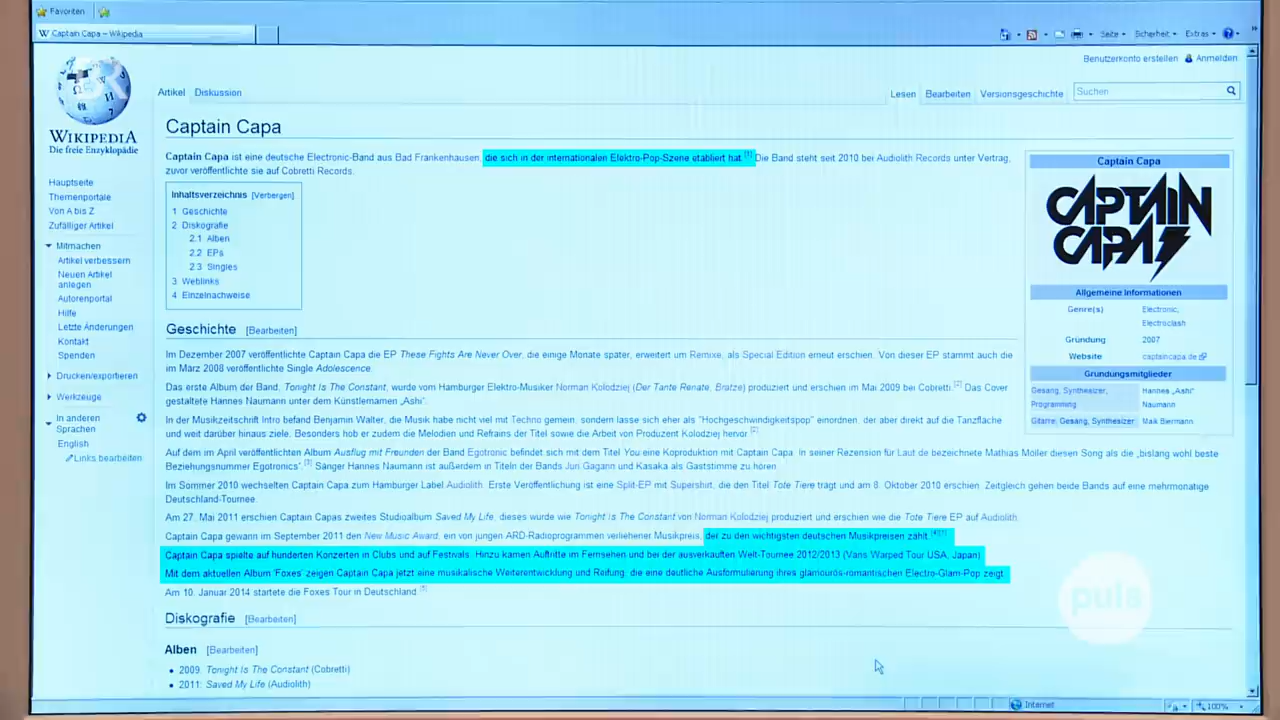 Favoriten
Captain Capa – Wikipedia
Seite Sicherheit Extras
Benutzerkonto erstellen Anmelden
Artikel Diskussion Lesen Bearbeiten Versionsgeschichte Suchen
WIKIPEDIA
Die freie Enzyklopädie
Hauptseite
Themenportale
Von A bis Z
Zufälliger Artikel
Mitmachen
Artikel verbessern
Neuen Artikel
anlegen
Autorenportal
Hilfe
Letzte Änderungen
Kontakt
Spenden
Drucken/exportieren
Werkzeuge
In anderen
Sprachen
English
Links bearbeiten
Captain Capa
Captain Capa ist eine deutsche Electronic-Band aus Bad Frankenhausen, die sich in der internationalen Elektro-Pop-Szene etabliert hat.[1] Die Band steht seit 2010 bei Audiolith Records unter Vertrag,
zuvor veröffentlichte sie auf Cobretti Records.
Inhaltsverzeichnis [Verbergen]
1 Geschichte
2 Diskografie
2.1 Alben
2.2 EPs
2.3 Singles
3 Weblinks
4 Einzelnachweise
Geschichte [Bearbeiten]
Im Dezember 2007 veröffentlichte Captain Capa die EP These Fights Are Never Over, die einige Monate später, erweitert um Remixe, als Special Edition erneut erschien. Von dieser EP stammt auch die
im März 2008 veröffentlichte Single Adolescence.
Das erste Album der Band, Tonight Is The Constant, wurde vom Hamburger Elektro-Musiker Norman Kolodziej (Der Tante Renate, Bratze) produziert und erschien im Mai 2009 bei Cobretti.[2] Das Cover
gestaltete Hannes Naumann unter dem Künstlernamen „Ashi".
In der Musikzeitschrift Intro befand Benjamin Walter, die Musik habe nicht viel mit Techno gemein, sondern lasse sich eher als "Hochgeschwindigkeitspop" einordnen, der aber direkt auf die Tanzfläche
und weit darüber hinaus ziele. Besonders hob er zudem die Melodien und Refrains der Titel sowie die Arbeit von Produzent Kolodziej hervor.[2]
Auf dem im April veröffentlichten Album Ausflug mit Freunden der Band Egotronic befindet sich mit dem Titel You eine Koproduktion mit Captain Capa. In seiner Rezension für Laut.de bezeichnete Mathias Möller diesen Song als die „bislang wohl beste
Beziehungsnummer Egotronics".[3] Sänger Hannes Naumann ist außerdem in Titeln der Bands Juri Gagarin und Kasaka als Gaststimme zu hören.
Im Sommer 2010 wechselten Captain Capa zum Hamburger Label Audiolith. Erste Veröffentlichung ist eine Split-EP mit Supershirt, die den Titel Tote Tiere trägt und am 8. Oktober 2010 erschien. Zeitgleich gehen beide Bands auf eine mehrmonatige
Deutschland-Tournee.
Am 27. Mai 2011 erschien Captain Capas zweites Studioalbum Saved My Life, dieses wurde wie Tonight Is The Constant von Norman Kolodziej produziert und erschien wie die Tote Tiere EP auf Audiolith.
Captain Capa gewann im September 2011 den New Music Award, ein von jungen ARD-Radioprogrammen verliehener Musikpreis, der zu den wichtigsten deutschen Musikpreisen zählt.
Captain Capa spielte auf hunderten Konzerten in Clubs und auf Festivals. Hinzu kamen Auftritte im Fernsehen und bei der ausverkauften Welt-Tournee 2012/2013 (Vans Warped Tour USA, Japan)
Mit dem aktuellen Album 'Foxes' zeigen Captain Capa jetzt eine musikalische Weiterentwicklung und Reifung, die eine deutliche Ausformulierung ihres glamourös-romantischen Electro-Glam-Pop zeigt.
Am 10. Januar 2014 startete die Foxes Tour in Deutschland.[5]
Diskografie [Bearbeiten]
Alben [Bearbeiten]
2009: Tonight Is The Constant (Cobretti)
2011: Saved My Life (Audiolith)
Captain Capa
CAPTAIN
CAPA
Allgemeine Informationen
Genre(s) Electronic,
Electroclash
Gründung 2007
Website captaincapa.de
Gründungsmitglieder
Gesang, Synthesizer, Hannes „Ashi"
Programming Naumann
Gitarre, Gesang, Synthesizer Maik Biermann
puls
Internet
100%